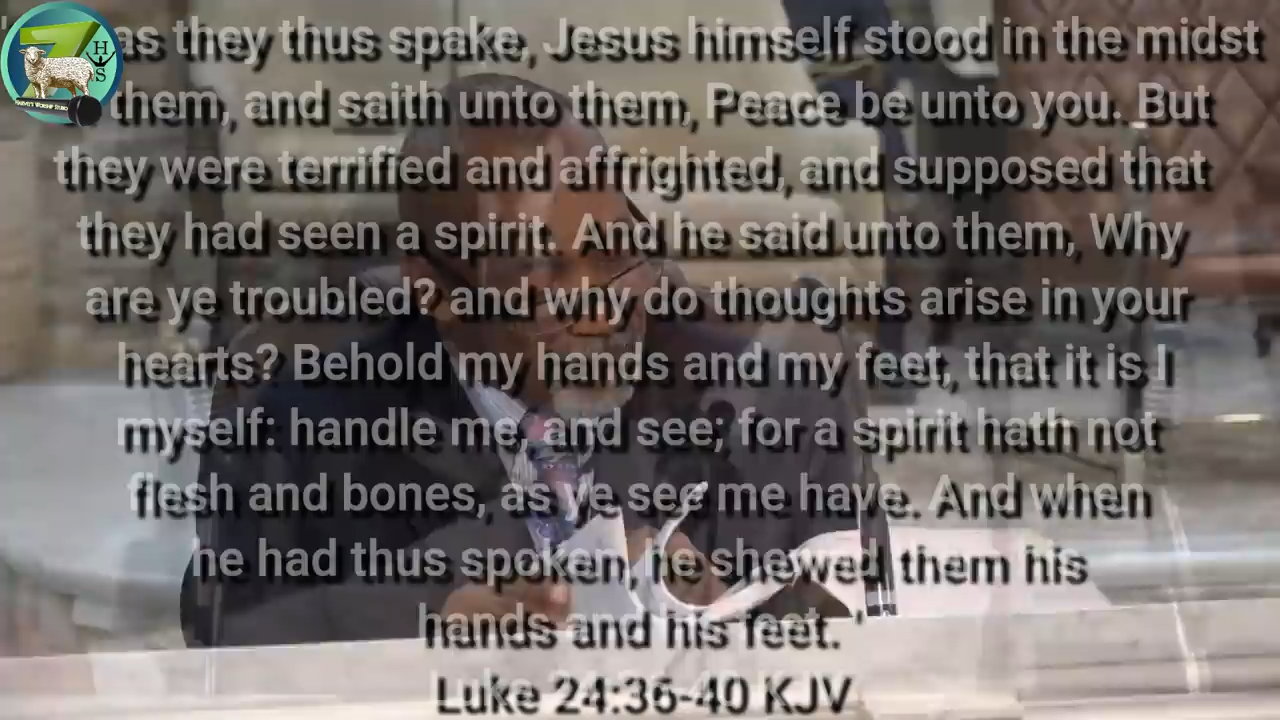 as they thus spake, Jesus himself stood in the midst
them, and saith unto them, Peace be unto you. But
they were terrified and affrighted, and supposed that
they had seen a spirit. And he said unto them, Why
are ye troubled? and why do thoughts arise in your
hearts? Behold my hands and my feet, that it is I
myself: handle me, and see; for a spirit hath not
flesh and bones, as ye see me have. And when
he had thus spoken, he shewed them his
hands and his feet. '
Luke 24:36-40 KJV
H
S